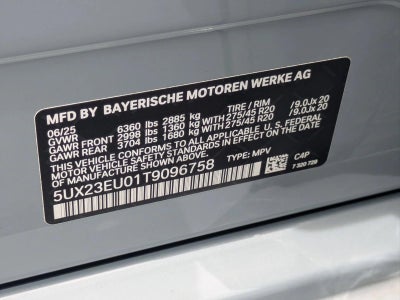 MFD BY BAYERISCHE MOTOREN WERKE AG
06/25 TIRE / RIM
GVWR 6360 lbs 2885 kg
GAWR FRONT 2998 lbs 1360 kg 275/45 R20 /9.0Jx 20
GAWR REAR 3704 lbs 1680 kg 275/45 R20 /9.0Jx 20
THIS VEHICLE CONFORMS TO ALL APPLICABLE U.S. FEDERAL
MOTOR VEHICLE SAFETY STANDARDS IN EFFECT
ON THE DATE OF MANUFACTURE SHOWN ABOVE.
5UX23EU01T9096758 TYPE: MPV C4P
7 320 729